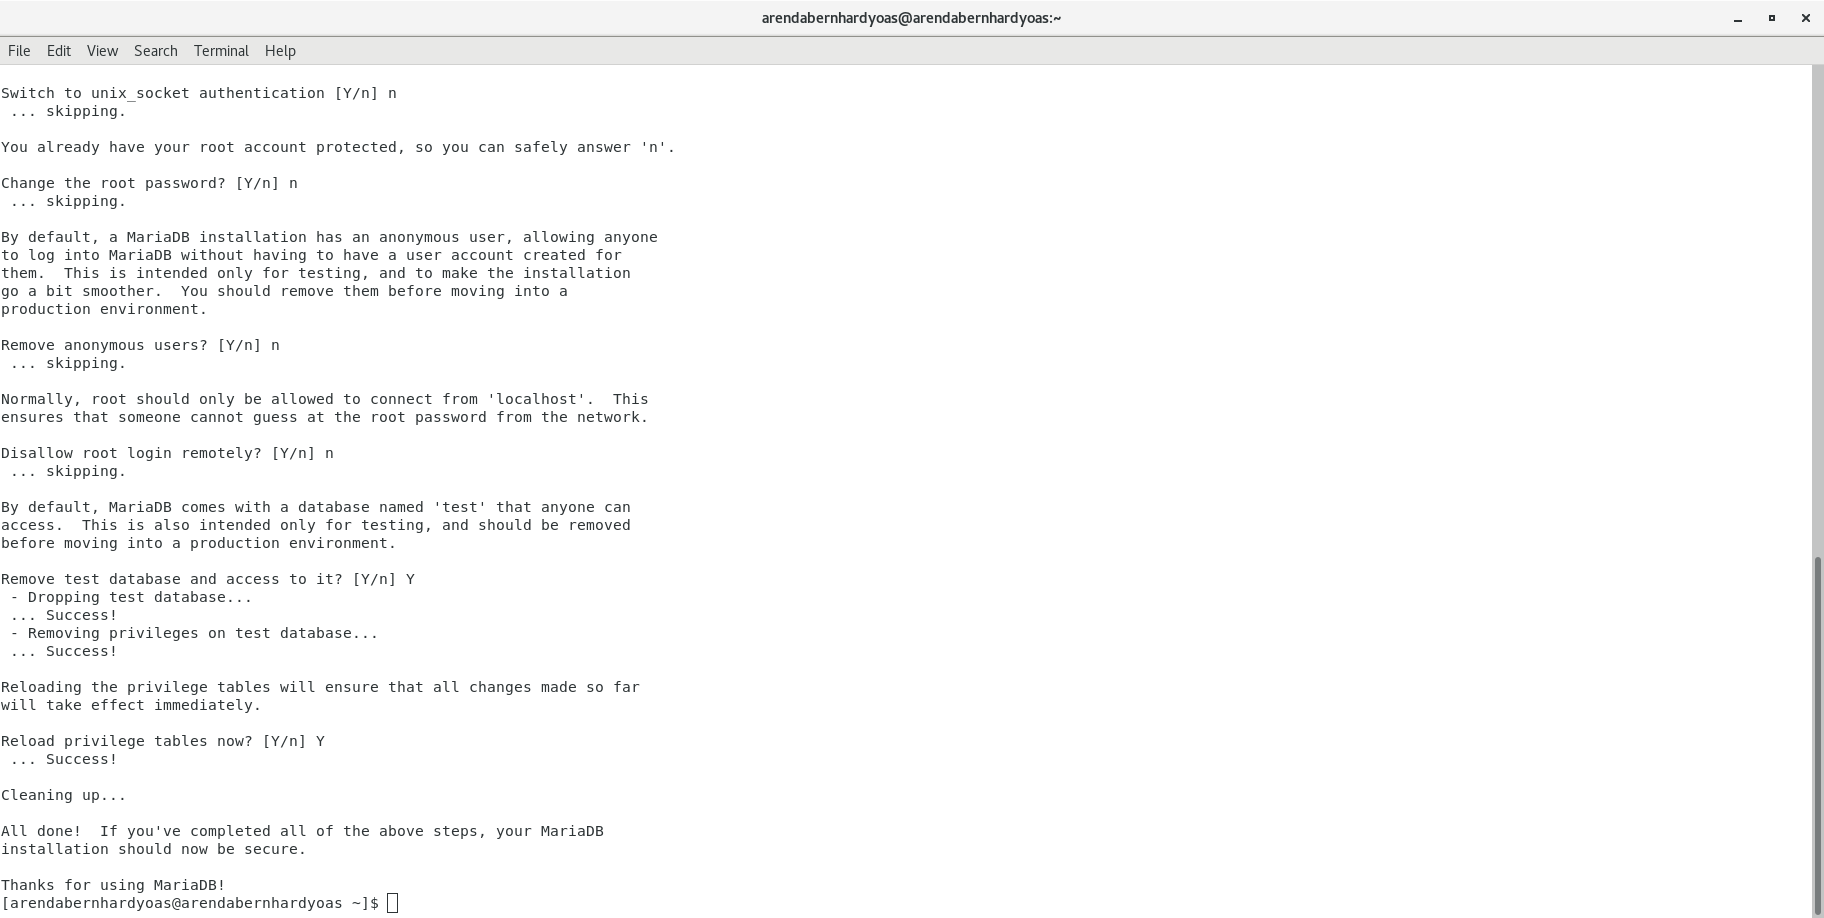 arendabernhardyoas@arendabernhardyoas:~
File Edit View Search Terminal Help
Switch to unix_socket authentication [Y/n] n
 ... skipping.
You already have your root account protected, so you can safely answer 'n'.
Change the root password? [Y/n] n
 ... skipping.
By default, a MariaDB installation has an anonymous user, allowing anyone
to log into MariaDB without having to have a user account created for
them.  This is intended only for testing, and to make the installation
go a bit smoother.  You should remove them before moving into a
production environment.
Remove anonymous users? [Y/n] n
 ... skipping.
Normally, root should only be allowed to connect from 'localhost'.  This
ensures that someone cannot guess at the root password from the network.
Disallow root login remotely? [Y/n] n
 ... skipping.
By default, MariaDB comes with a database named 'test' that anyone can
access.  This is also intended only for testing, and should be removed
before moving into a production environment.
Remove test database and access to it? [Y/n] Y
 - Dropping test database...
 ... Success!
 - Removing privileges on test database...
 ... Success!
Reloading the privilege tables will ensure that all changes made so far
will take effect immediately.
Reload privilege tables now? [Y/n] Y
 ... Success!
Cleaning up...
All done!  If you've completed all of the above steps, your MariaDB
installation should now be secure.
Thanks for using MariaDB!
[arendabernhardyoas@arendabernhardyoas ~]$